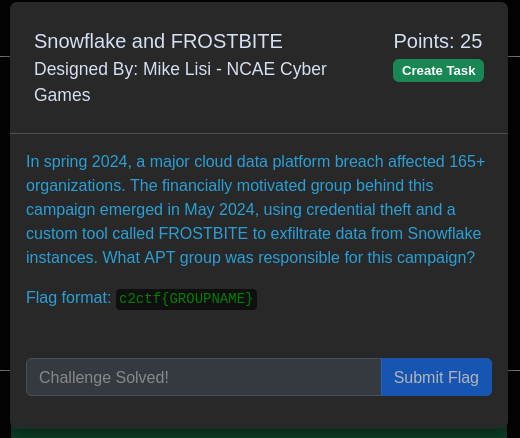 Snowflake and FROSTBITE
Points: 25
Designed By: Mike Lisi - NCAE Cyber
Games
Create Task
In spring 2024, a major cloud data platform breach affected 165+
organizations. The financially motivated group behind this
campaign emerged in May 2024, using credential theft and a
custom tool called FROSTBITE to exfiltrate data from Snowflake
instances. What APT group was responsible for this campaign?
Flag format: c2ctf{GROUPNAME}
Challenge Solved!
Submit Flag